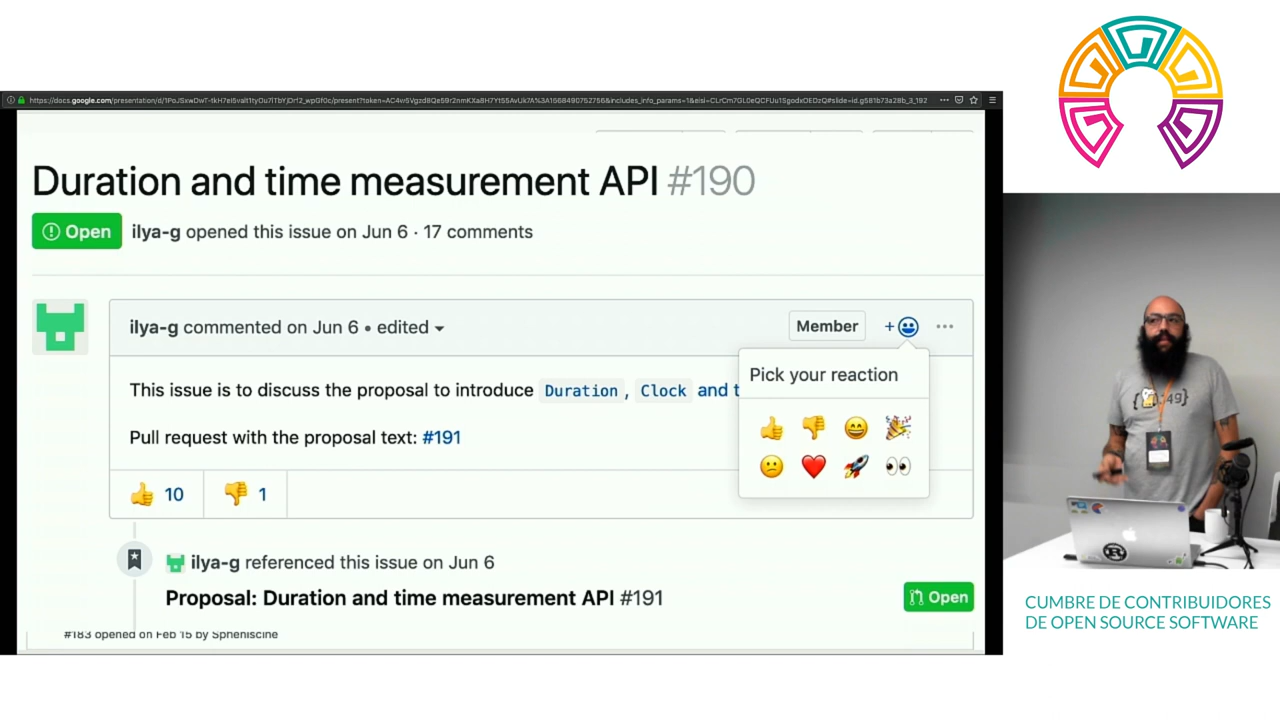 Duration and time measurement API #190
Open ilya-g opened this issue on Jun 6 · 17 comments
ilya-g commented on Jun 6 • edited
Member
Pick your reaction
This issue is to discuss the proposal to introduce Duration, Clock and t
Pull request with the proposal text: #191
10 1
ilya-g referenced this issue on Jun 6
Proposal: Duration and time measurement API #191 Open
#183 opened on Feb 15 by Spheniscine
CUMBRE DE CONTRIBUIDORES
DE OPEN SOURCE SOFTWARE